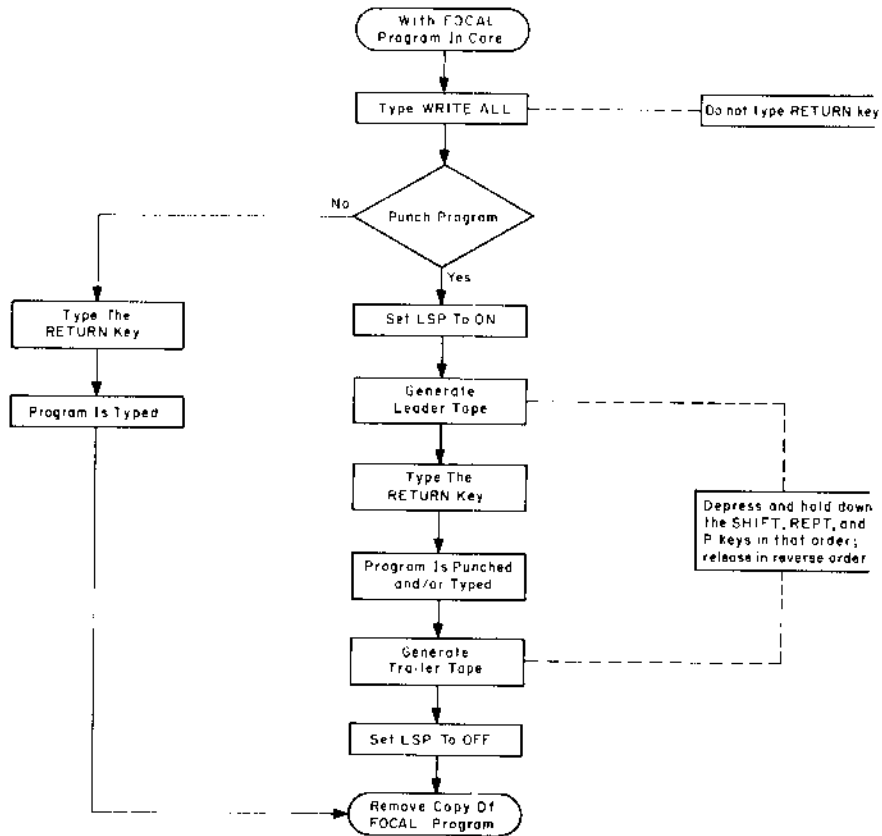 With FOCAL
Program In Core
Type WRITE ALL
Do not type RETURN key
No
Punch Program
Yes
Type The
RETURN Key
Set LSP To ON
Generate
Leader Tape
Program Is Typed
Type The
RETURN Key
Depress and hold down
the SHIFT, REPT, and
P keys in that order;
release in reverse order
Program Is Punched
and/or Typed
Generate
Trailer Tape
Set LSP To OFF
Remove Copy Of
FOCAL Program